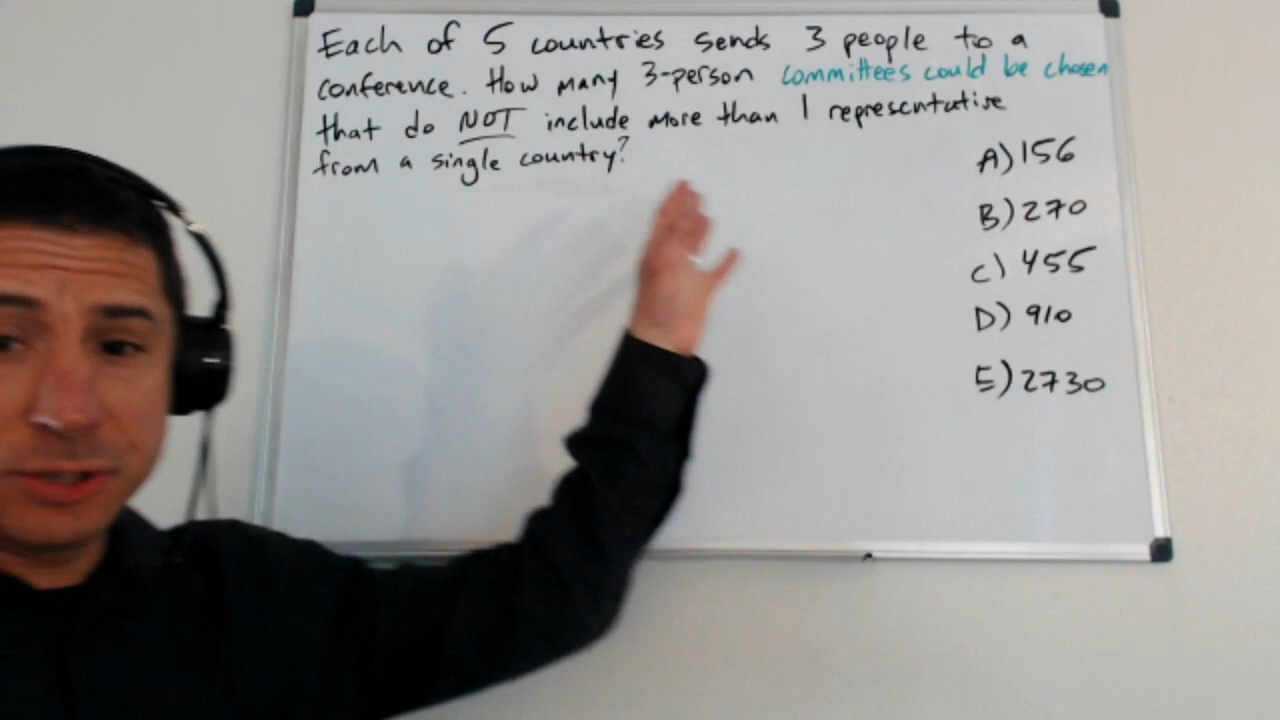 Each of 5 countries sends 3 people to a
conference. How many 3-person committees could be chosen
that do NOT include more than 1 representative
from a single country?
A) 156
B) 270
C) 455
D) 910
E) 2730